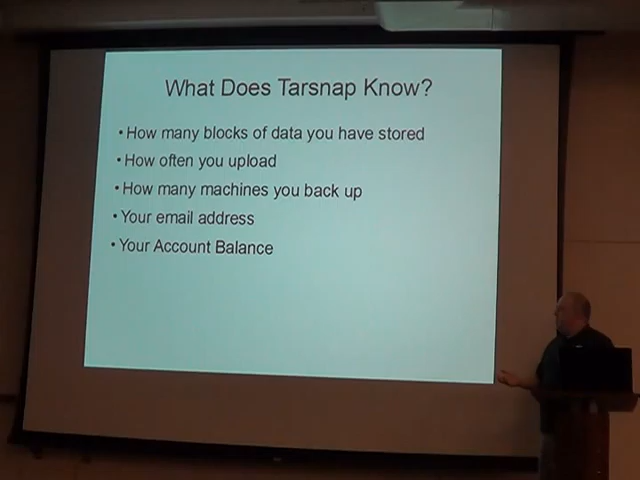 What Does Tarsnap Know?
• How many blocks of data you have stored
• How often you upload
• How many machines you back up
• Your email address
• Your Account Balance